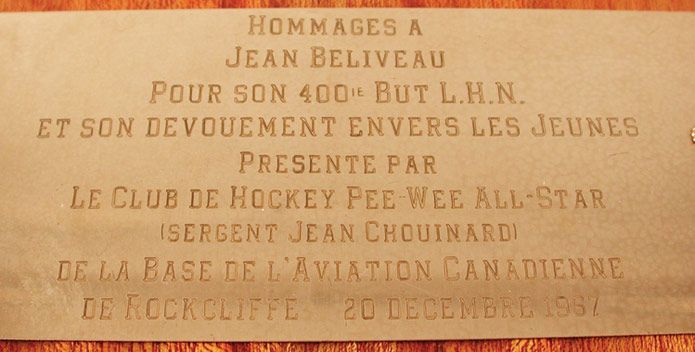 HOMMAGES A
JEAN BELIVEAU
POUR SON 400IE BUT L.H.N.
ET SON DEVOUEMENT ENVERS LES JEUNES
PRESENTE PAR
LE CLUB DE HOCKEY PEE-WEE ALL-STAR
(SERGENT JEAN CHOUINARD)
DE LA BASE DE L'AVIATION CANADIENNE
DE ROCKCLIFFE 20 DECEMBRE 1967